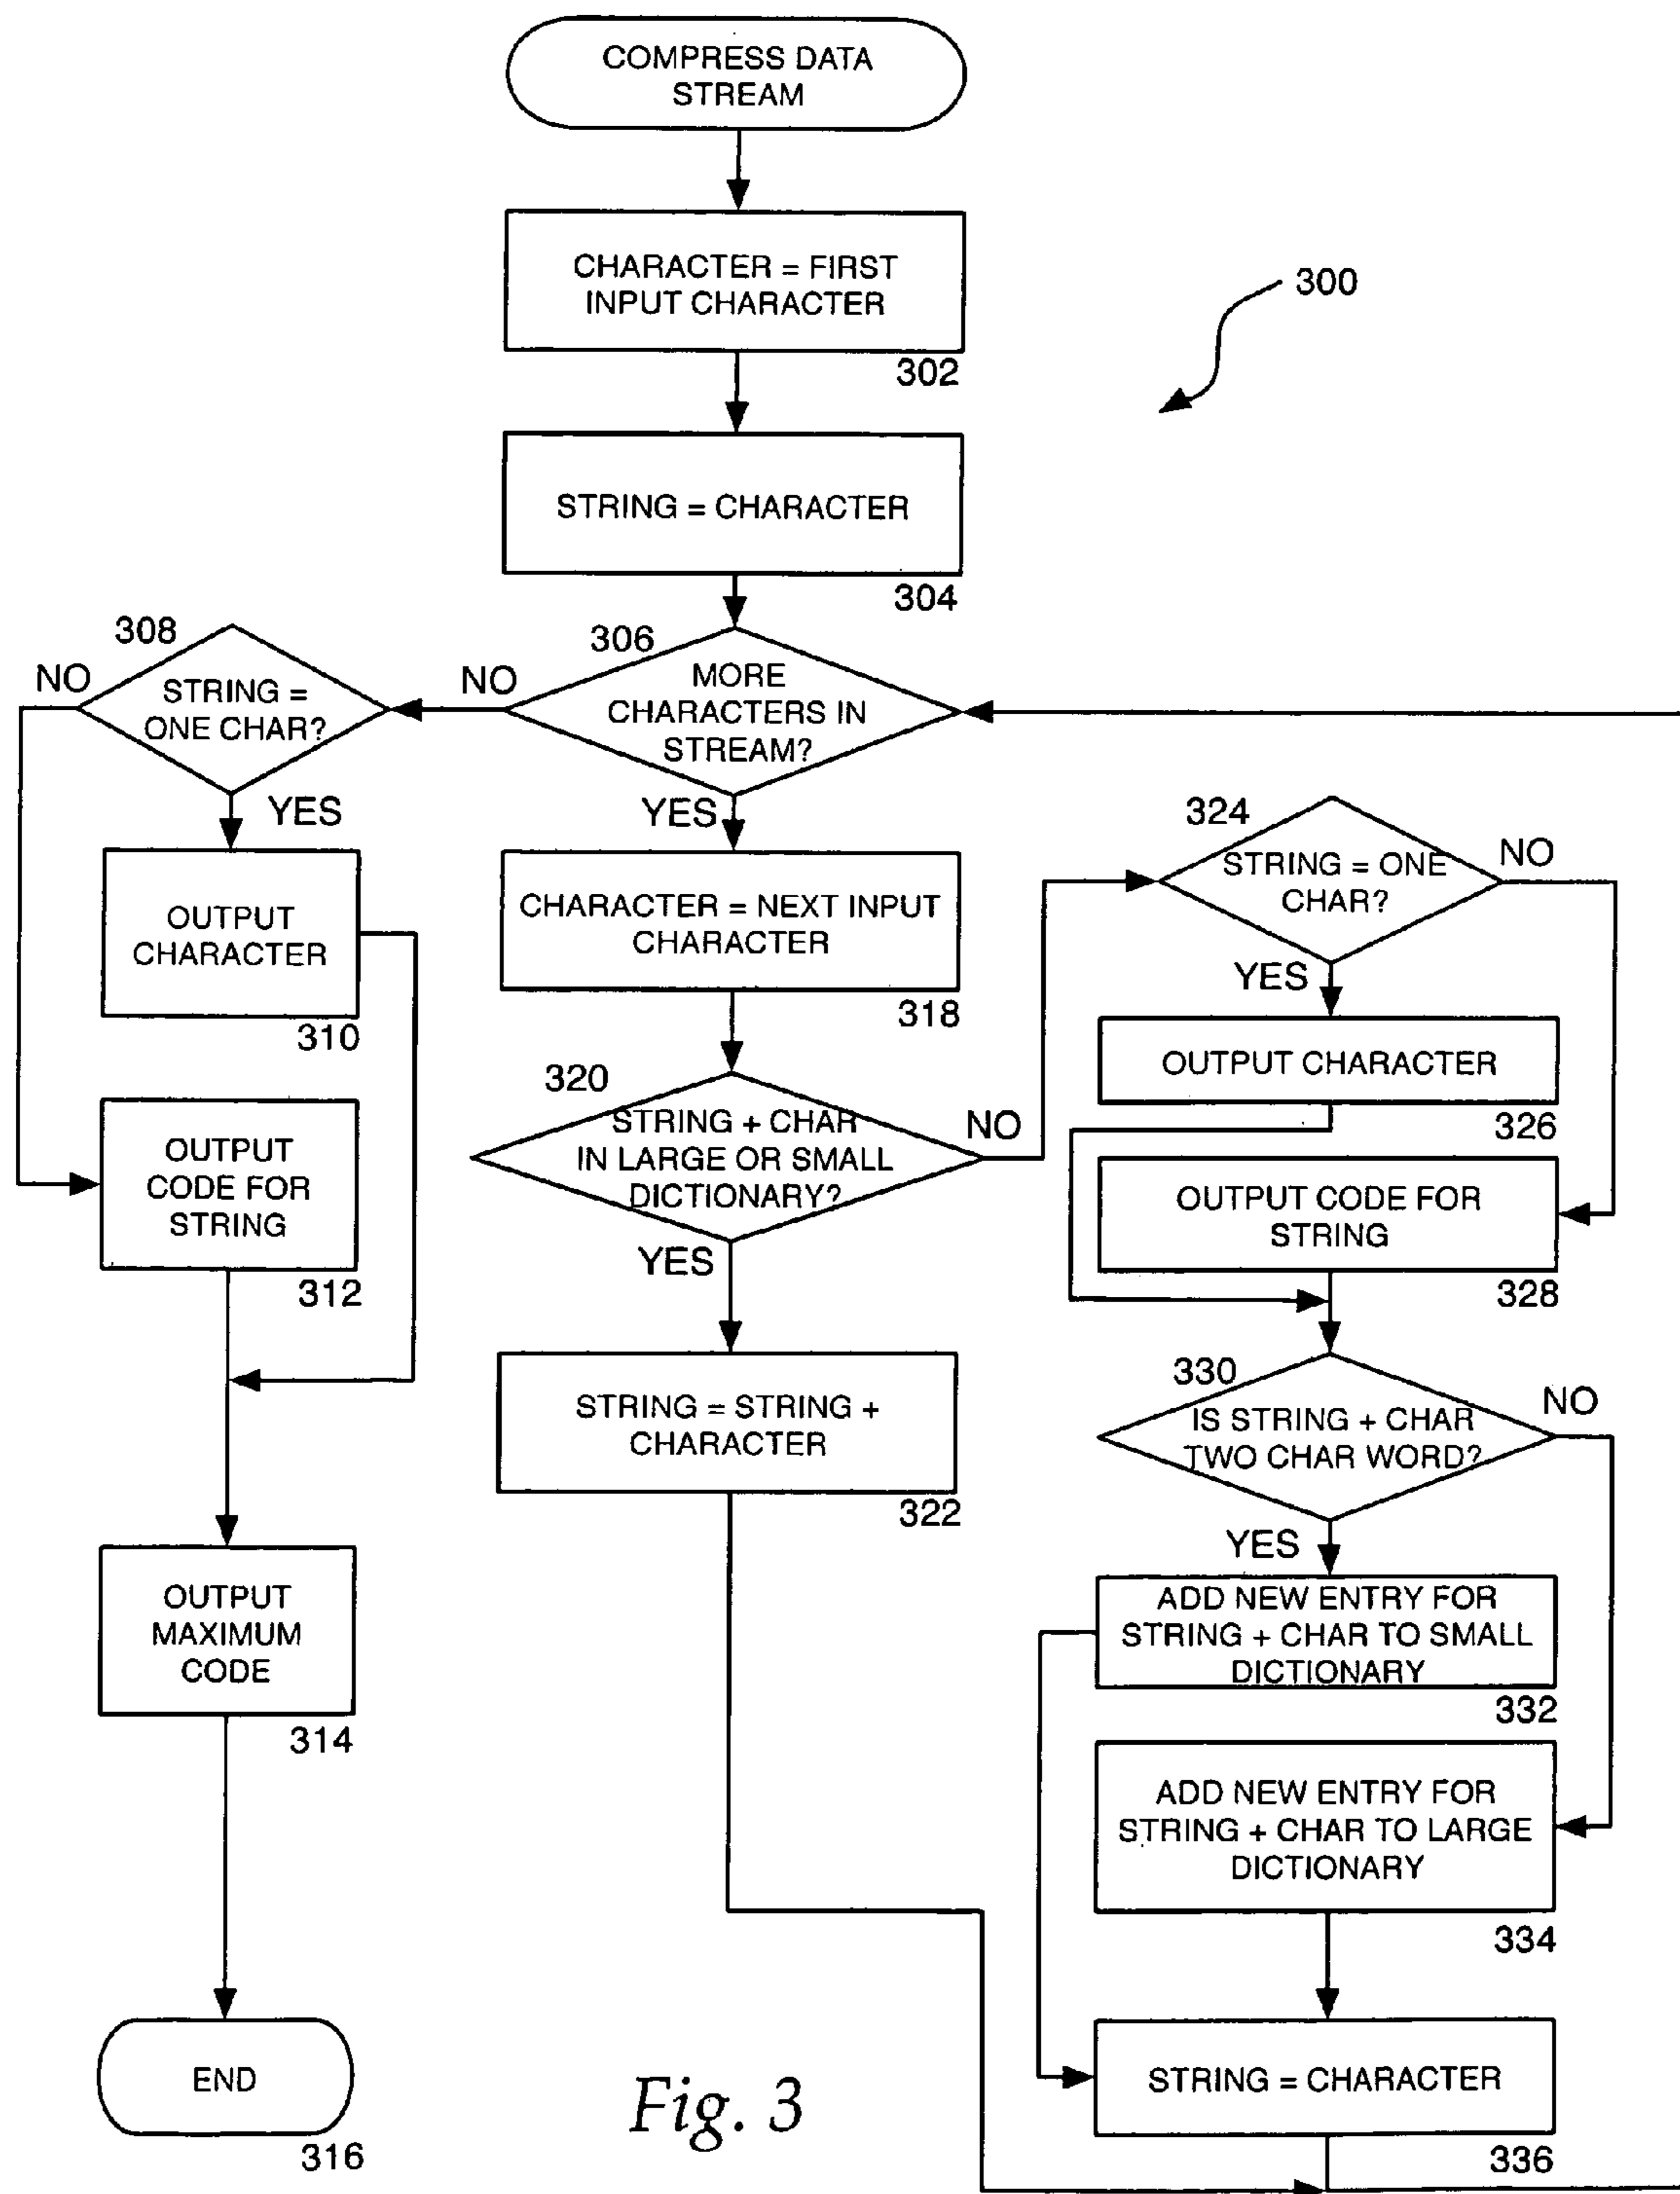 COMPRESS DATA
STREAM
CHARACTER = FIRST
INPUT CHARACTER
302
300
STRING = CHARACTER
304
306
MORE
CHARACTERS IN
STREAM?
NO
YES
308
STRING =
ONE CHAR?
NO
YES
OUTPUT
CHARACTER
310
OUTPUT
CODE FOR
STRING
312
OUTPUT
MAXIMUM
CODE
314
END
316
CHARACTER = NEXT INPUT
CHARACTER
318
320
STRING + CHAR
IN LARGE OR SMALL
DICTIONARY?
NO
YES
STRING = STRING +
CHARACTER
322
324
STRING = ONE
CHAR?
NO
YES
OUTPUT CHARACTER
326
OUTPUT CODE FOR
STRING
328
330
IS STRING + CHAR
TWO CHAR WORD?
NO
YES
ADD NEW ENTRY FOR
STRING + CHAR TO SMALL
DICTIONARY
332
ADD NEW ENTRY FOR
STRING + CHAR TO LARGE
DICTIONARY
334
STRING = CHARACTER
336
Fig. 3